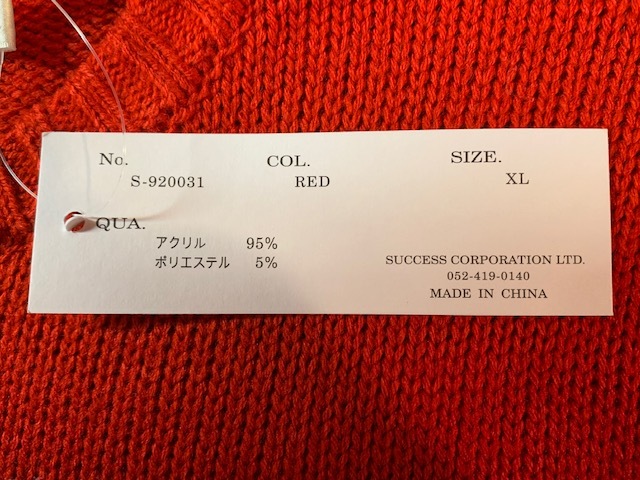 No. COL. SIZE.
S-920031 RED XL
QUA.
アクリル 95%
ポリエステル 5%
SUCCESS CORPORATION LTD.
052-419-0140
MADE IN CHINA